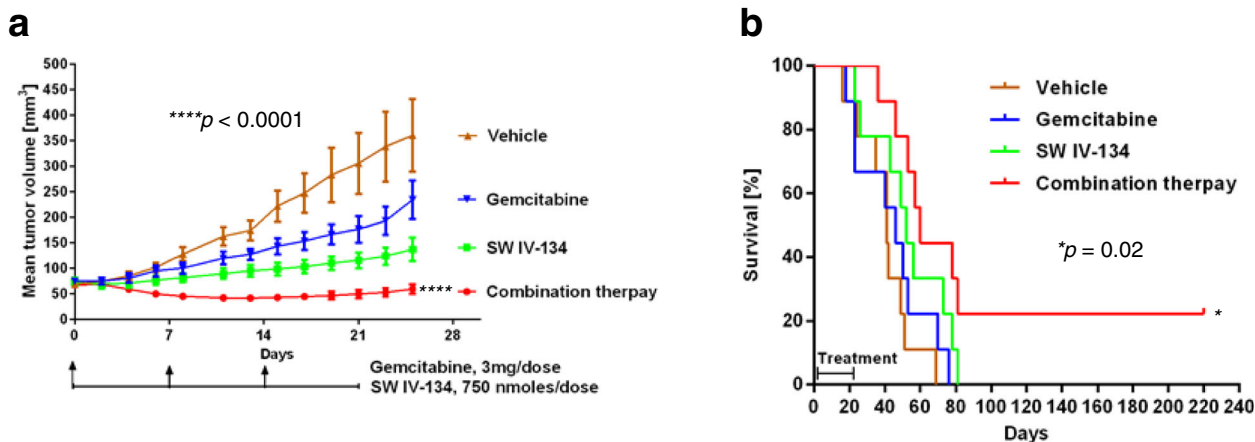 a
Mean tumor volume [mm³]
500
450
400
350
300
250
200
150
100
50
0
****p < 0.0001
Vehicle
Gemcitabine
SW IV-134
****
Combination therpay
0 7 14 21 28
Days
Gemcitabine, 3mg/dose
SW IV-134, 750 nmoles/dose
b
Survival [%]
100
80
60
40
20
0
Vehicle
Gemcitabine
SW IV-134
Combination therpay
*p = 0.02
*
Treatment
0 20 40 60 80 100 120 140 160 180 200 220 240
Days